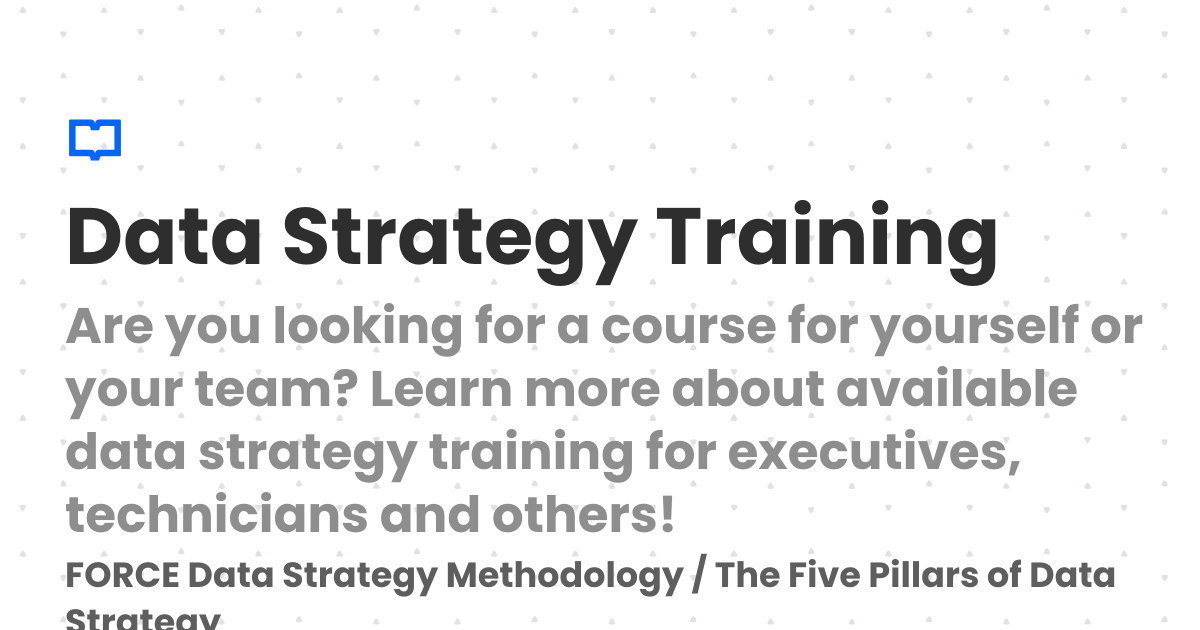 Data Strategy Training
Are you looking for a course for yourself or
your team? Learn more about available
data strategy training for executives,
technicians and others!
FORCE Data Strategy Methodology / The Five Pillars of Data
Strategy